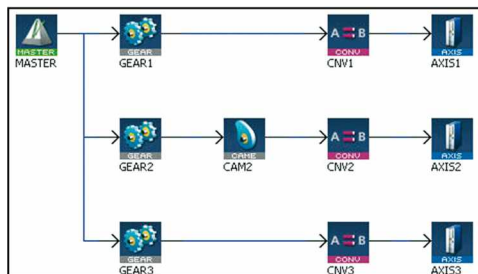 MASTER
MASTER
GEAR
GEAR1
A B
CONV
CNV1
AXIS
AXIS1
GEAR
GEAR2
CAME
CAM2
A B
CONV
CNV2
AXIS
AXIS2
GEAR
GEAR3
A B
CONV
CNV3
AXIS
AXIS3